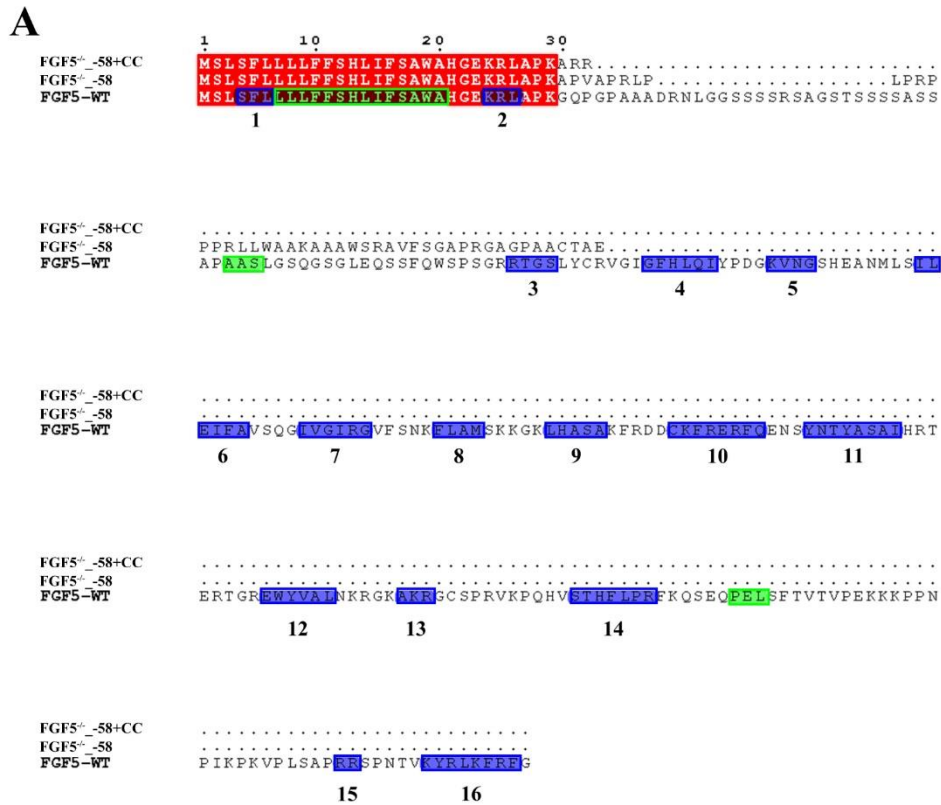 A
1 10 20 30
FGF5-/-_-58+CC MSLSFLLLLFFSHLIFSAWAHGEKRLAPKARR............................
FGF5-/-_-58 MSLSFLLLLFFSHLIFSAWAHGEKRLAPKAPVAPRLP...................LPRP
FGF5-WT MSLSFLLLLFFSHLIFSAWAHGEKRLAPKGQPGPAAADRNLGGSSSSRSAGSTSSSSASS
1 2
FGF5-/-_-58+CC ............................................................
FGF5-/-_-58 PPRLLWAAKAAAWSRAVFSGAPRGAGPAACTAE...........................
FGF5-WT APAASLGSQGSGLEQSSFQWSPSGRRTGSLYCRVGIGFHLQIYPDGKVNGSHEANMLSIL
3 4 5
FGF5-/-_-58+CC ............................................................
FGF5-/-_-58 ............................................................
FGF5-WT EIFAVSQGIVGIRGVFSNKFLAMSKKGKLHASAKFRDDCKFRERFQENSYNTYASAIHRT
6 7 8 9 10 11
FGF5-/-_-58+CC ............................................................
FGF5-/-_-58 ............................................................
FGF5-WT ERTGREWYVALNKRGKAKRGCSPRVKPQHVSTHFLPRFKQSEQPELSFTVTVPEKKKPPN
12 13 14
FGF5-/-_-58+CC ...........................
FGF5-/-_-58 ...........................
FGF5-WT PIKPKVPLSAPRRSPNTVKYRLKFRFG
15 16